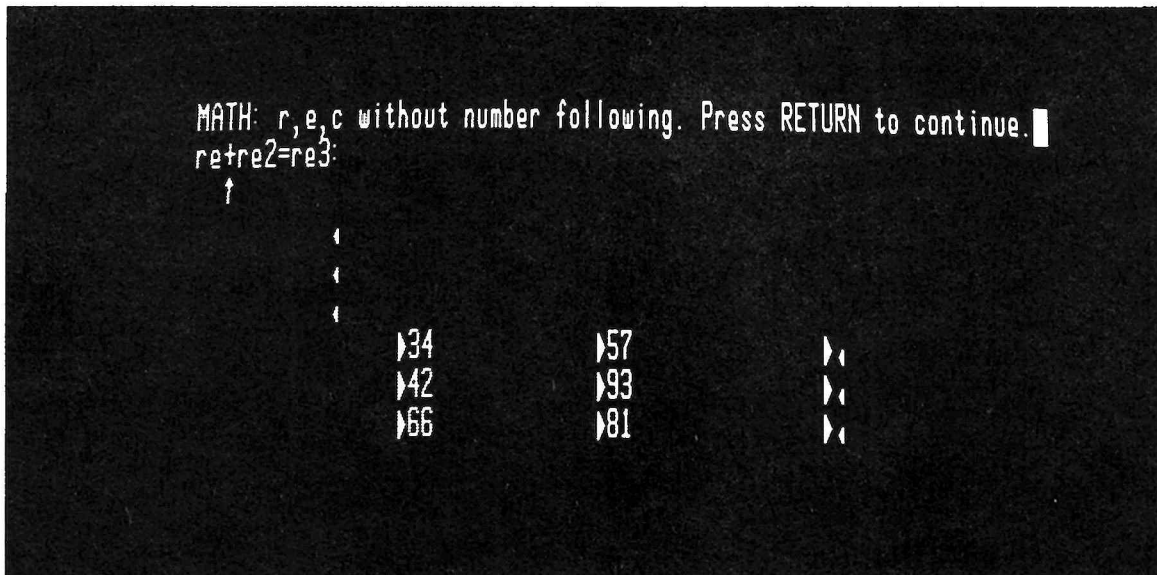 MATH: r,e,c without number following. Press RETURN to continue.
re+re2=re3:
34 57
42 93
66 81